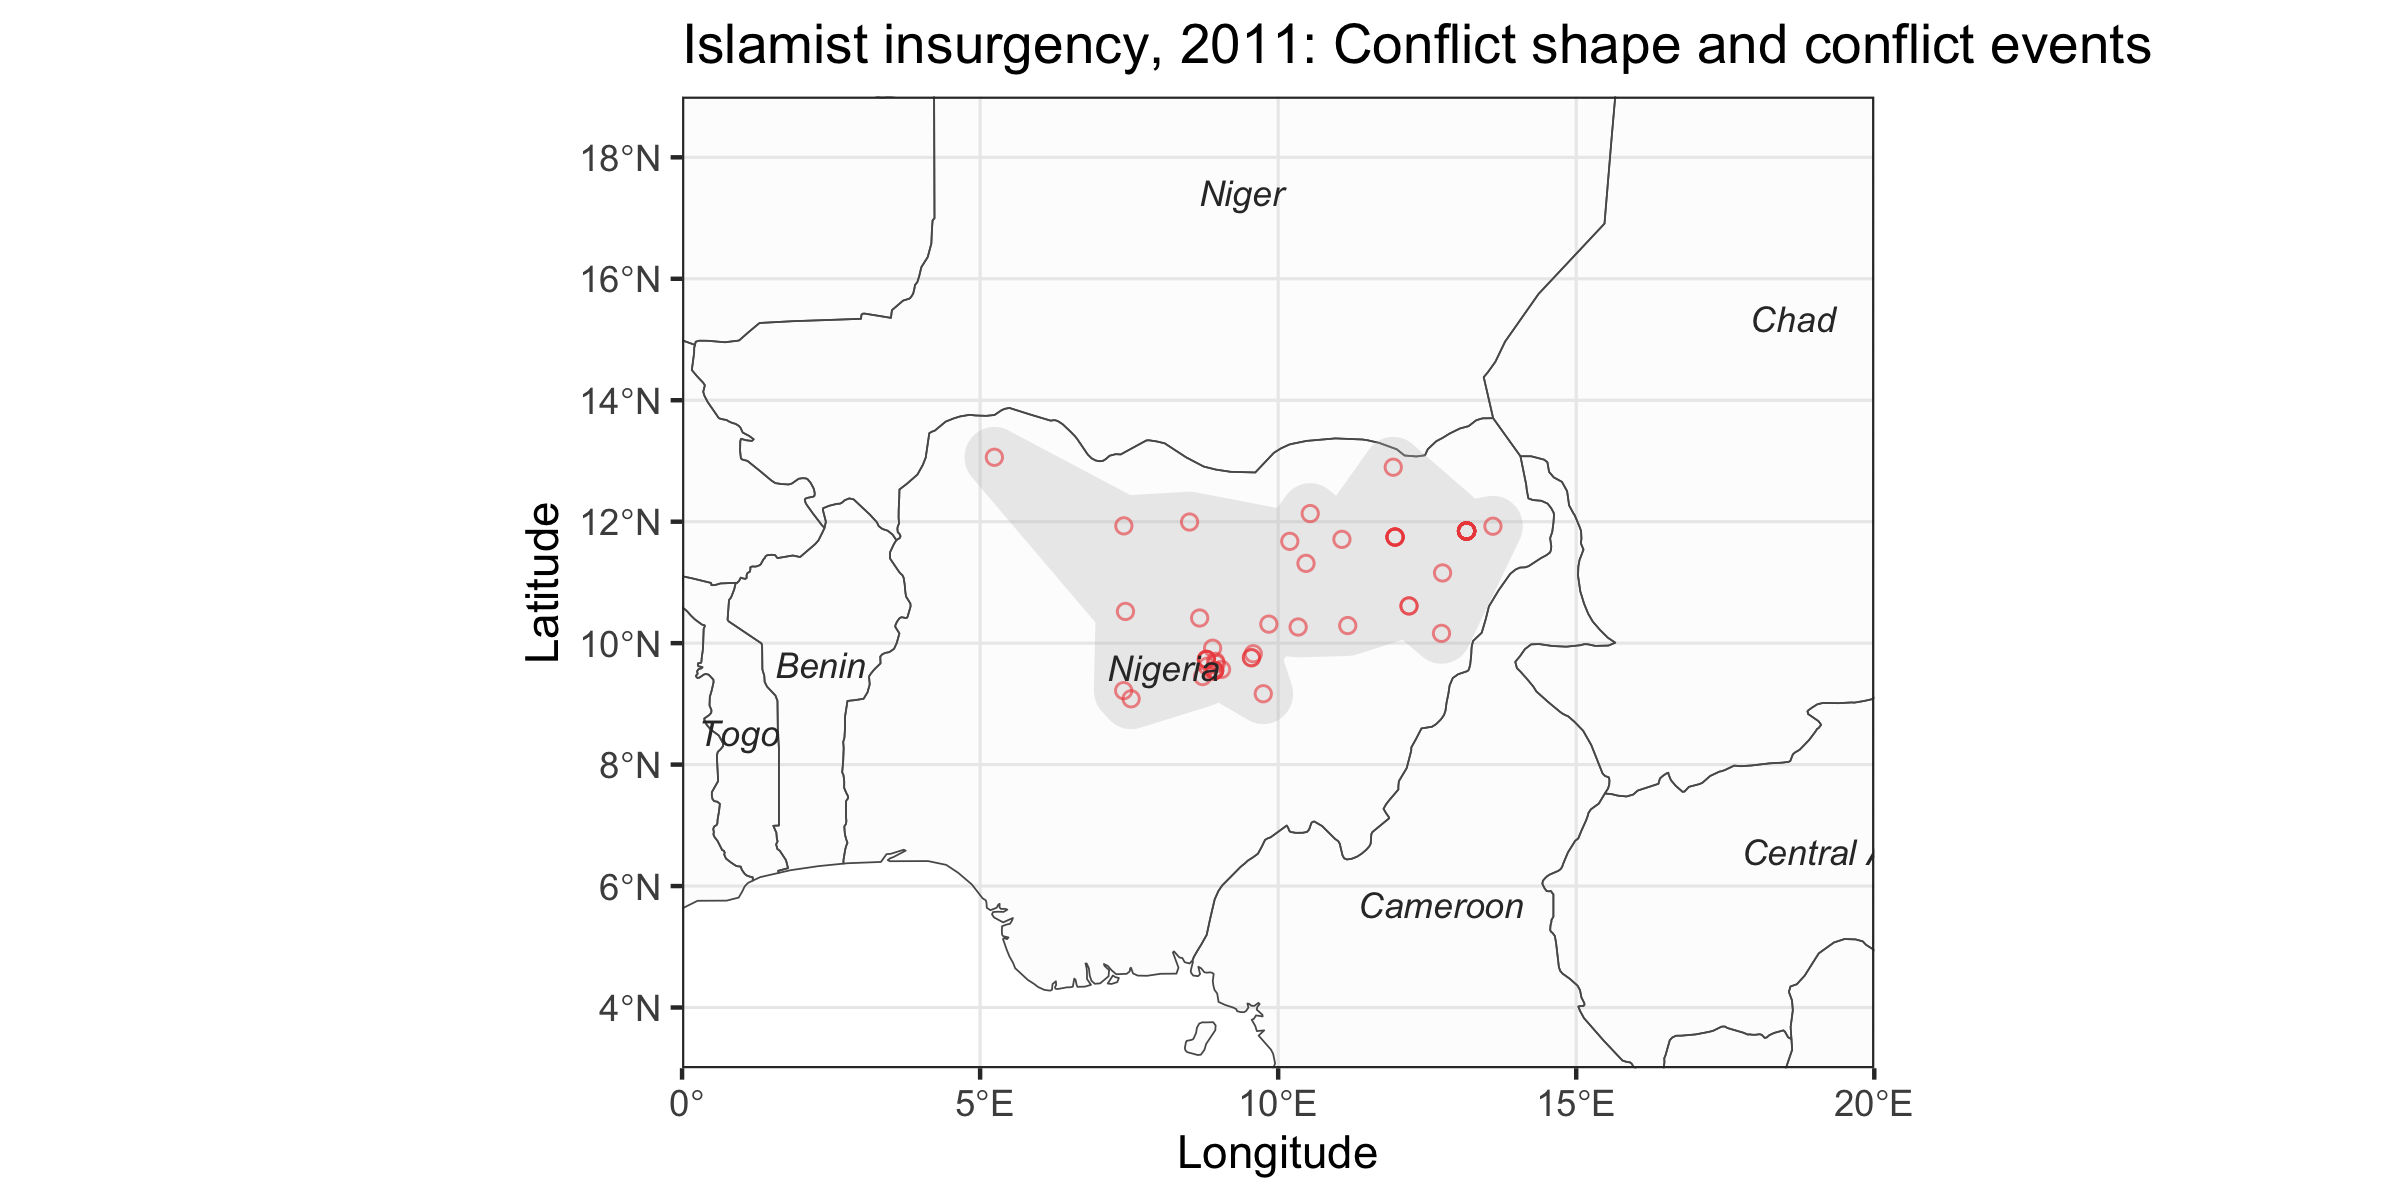 Islamist insurgency, 2011: Conflict shape and conflict events
18°N
Niger
16°N
Chad
14°N
12°N
10°N
Benin
Nigeria
Togo
8°N
Central A
6°N
Cameroon
4°N
0°
5°E
10°E
15°E
20°E
Longitude
Latitude